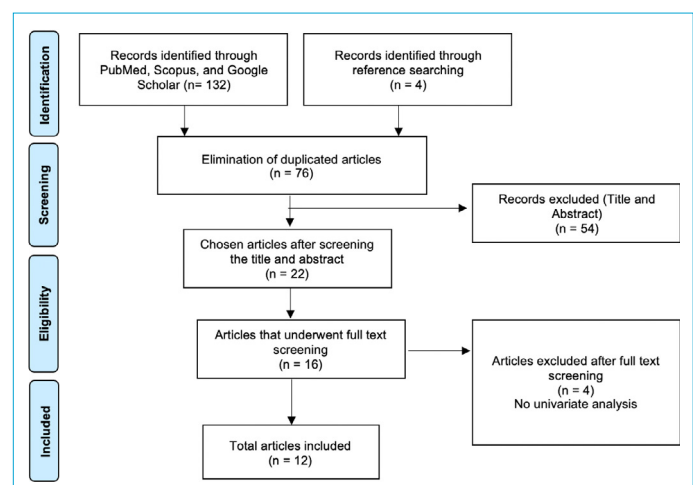 Identification
Records identified through
PubMed, Scopus, and Google
Scholar (n= 132)
Records identified through
reference searching
(n = 4)
Screening
Elimination of duplicated articles
(n = 76)
Records excluded (Title and
Abstract)
(n = 54)
Chosen articles after screening
the title and abstract
(n = 22)
Eligibility
Articles that underwent full text
screening
(n = 16)
Articles excluded after full text
screening
(n = 4)
No univariate analysis
Included
Total articles included
(n = 12)